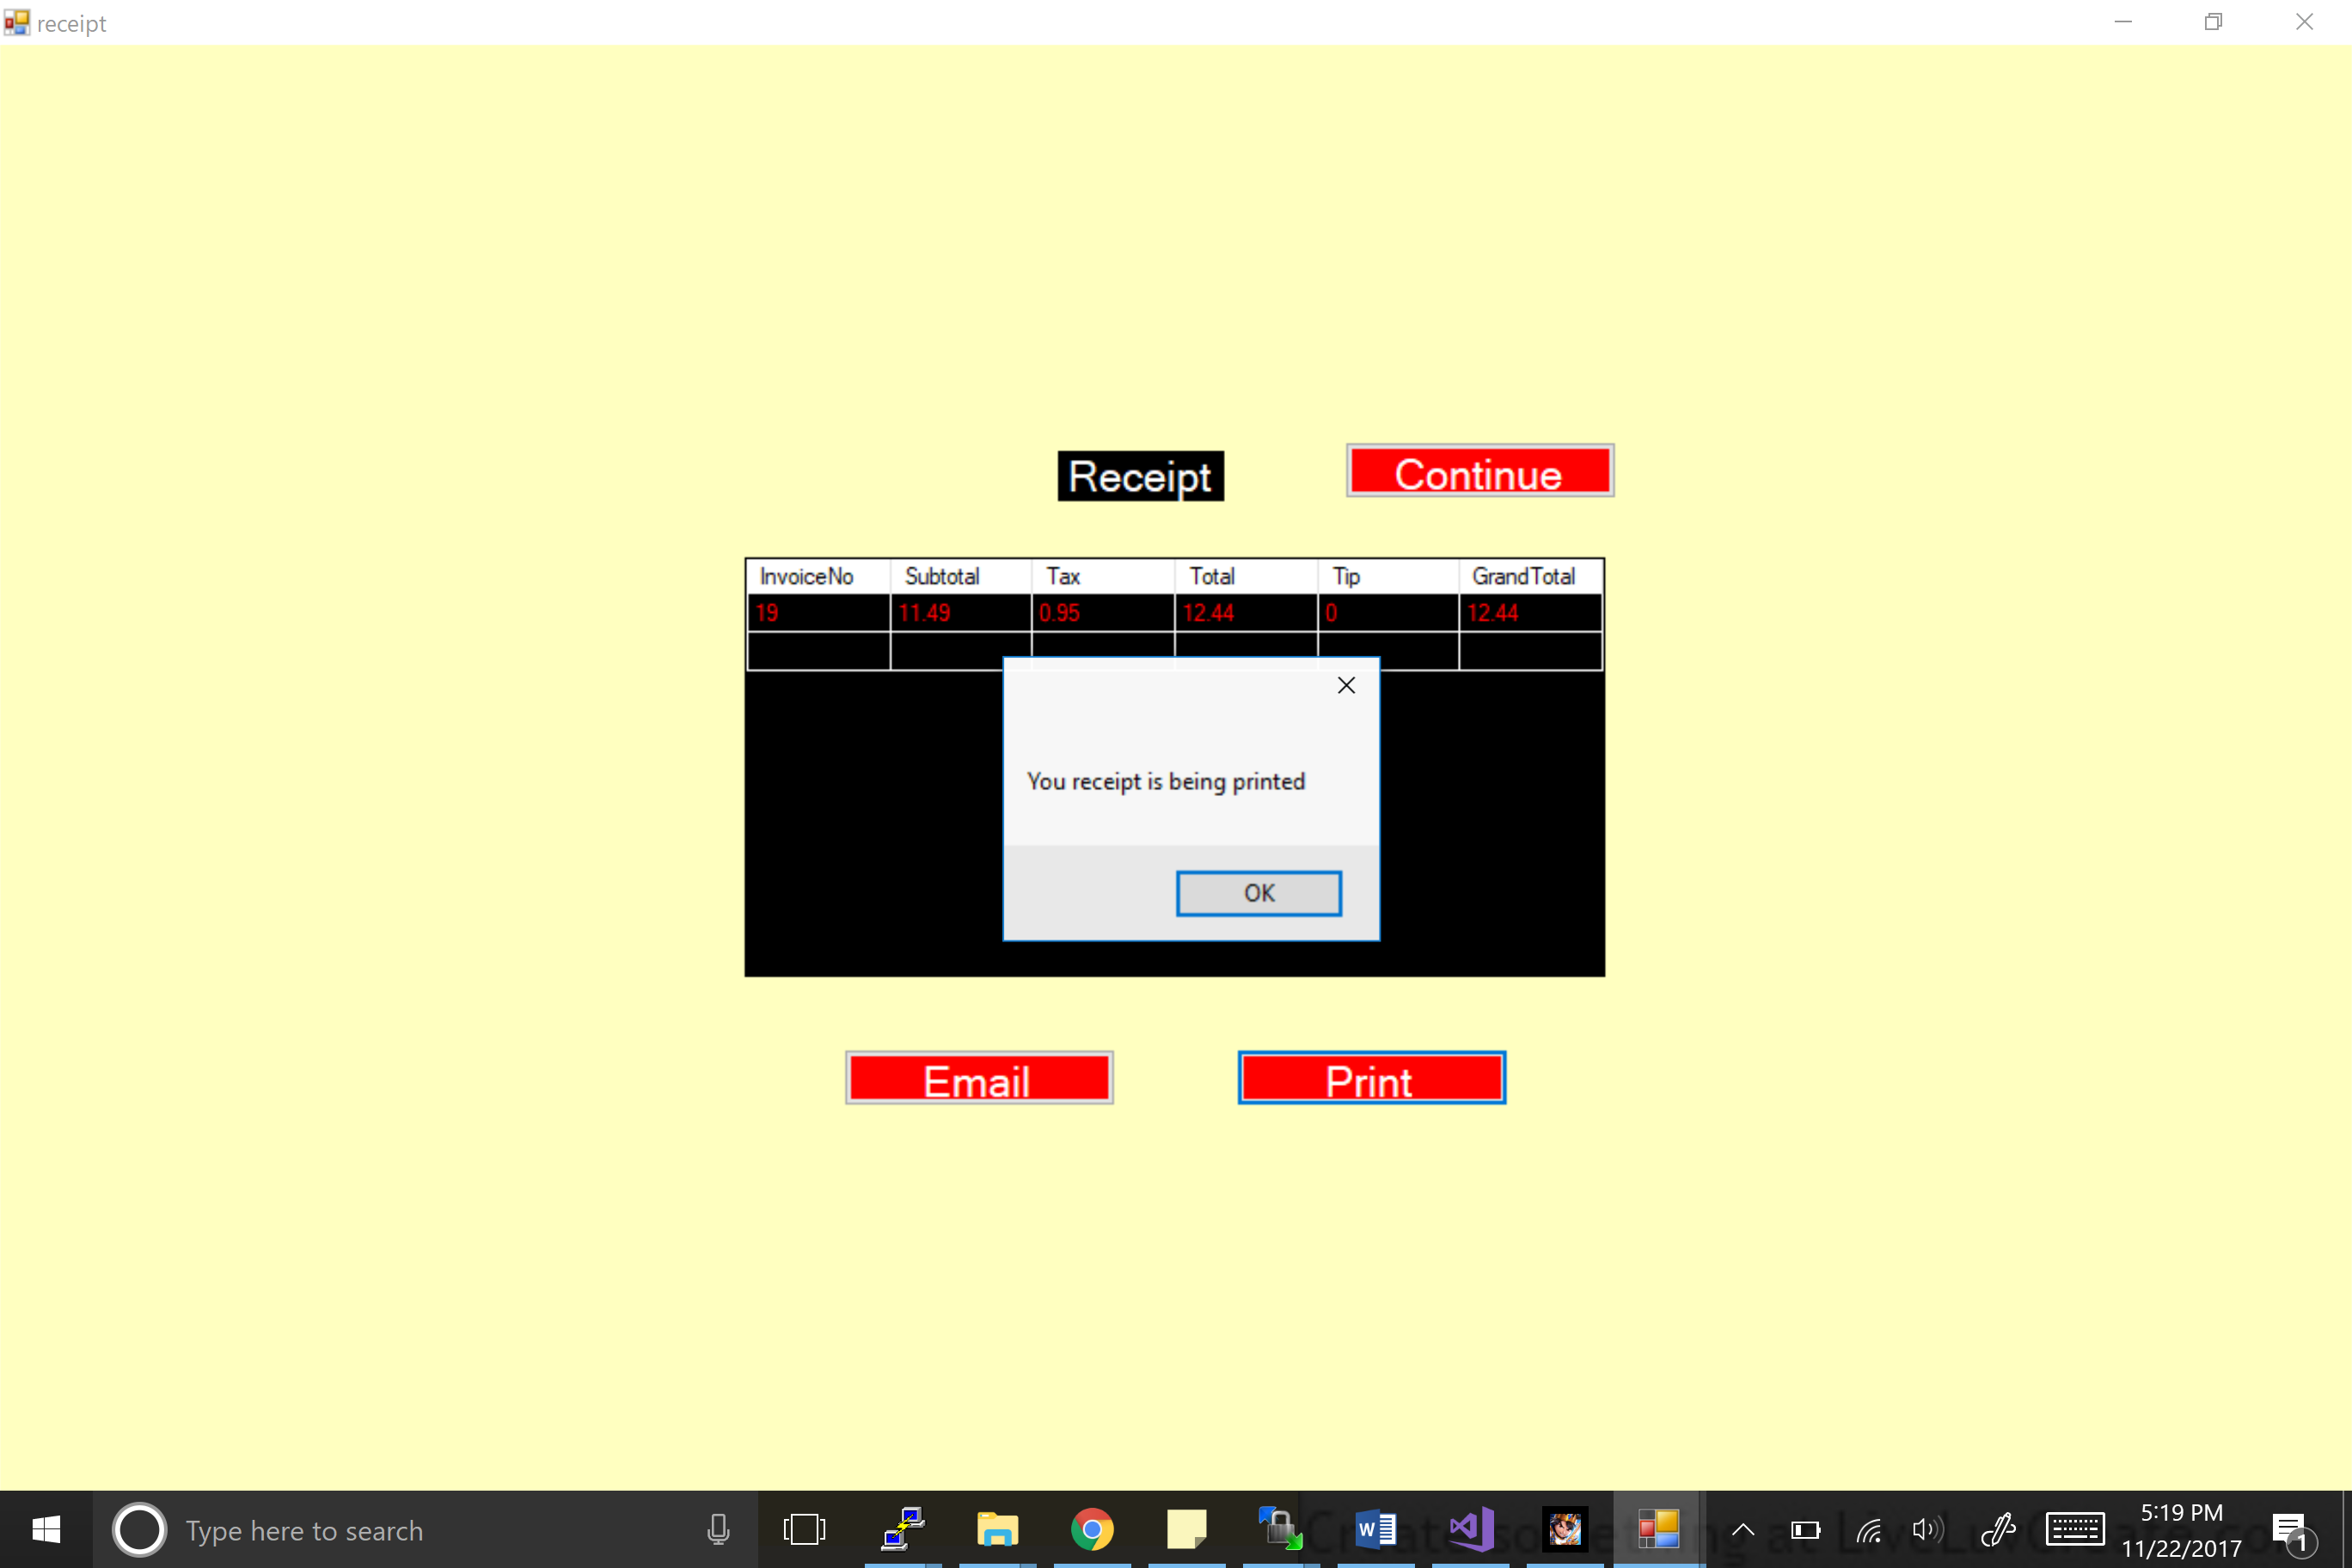 receipt
Receipt
Continue
InvoiceNo Subtotal Tax Total Tip GrandTotal
19 11.49 0.95 12.44 0 12.44
You receipt is being printed
OK
Email
Print
Type here to search
5:19 PM
11/22/2017
1